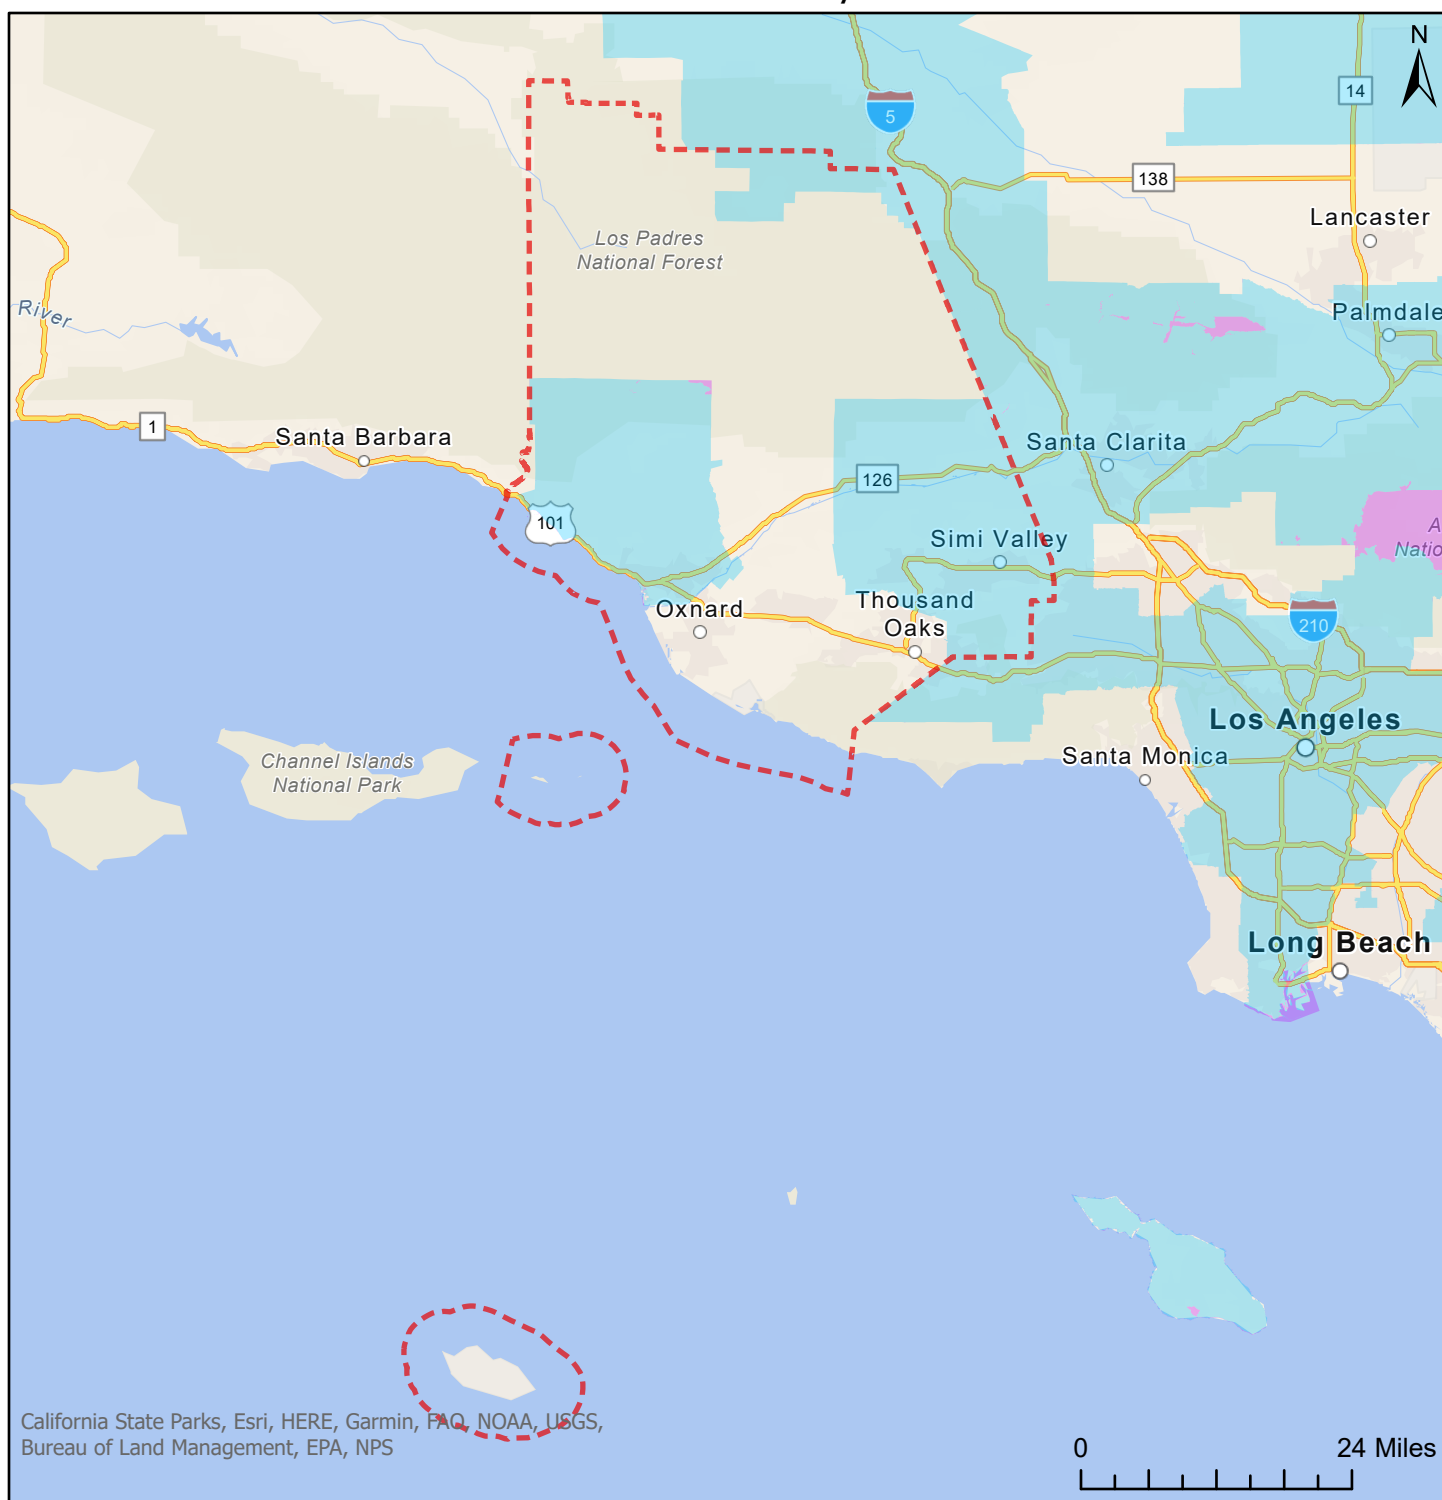 N
5
14
138
Lancaster
Los Padres
National Forest
River
Palmdale
1
Santa Barbara
Santa Clarita
126
101
Simi Valley
A
Natio
Oxnard
Thousand
Oaks
210
Los Angeles
Channel Islands
National Park
Santa Monica
Long Beach
California State Parks, Esri, HERE, Garmin, FAO, NOAA, USGS,
Bureau of Land Management, EPA, NPS
0 24 Miles